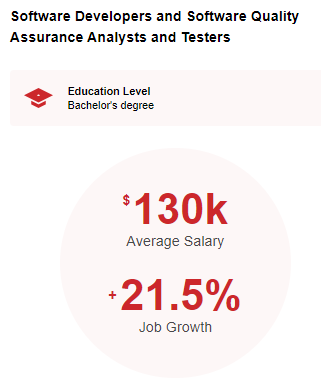 Software Developers and Software Quality
Assurance Analysts and Testers
Education Level
Bachelor's degree
$130k
Average Salary
+21.5%
Job Growth